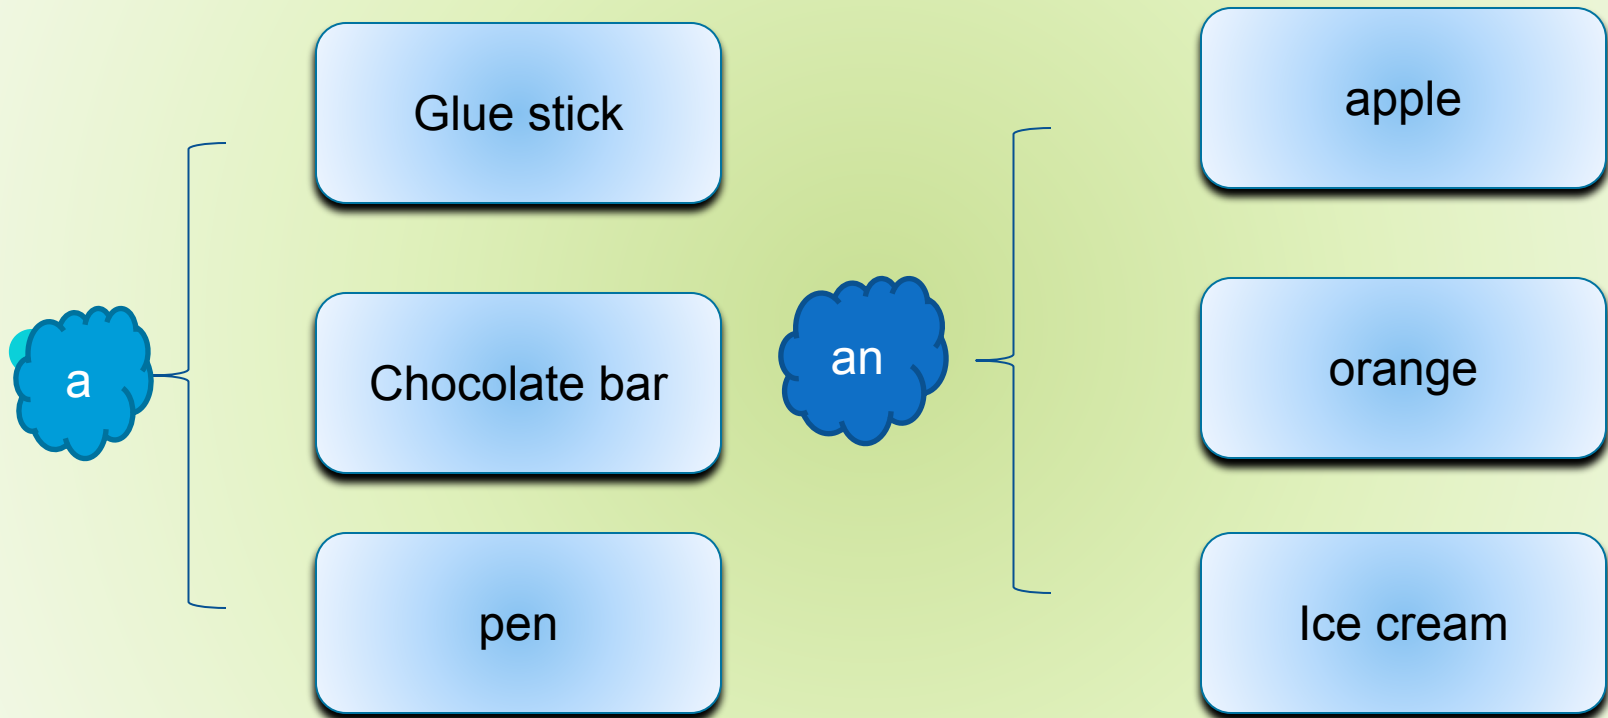 a
Glue stick
Chocolate bar
pen
an
apple
orange
Ice cream